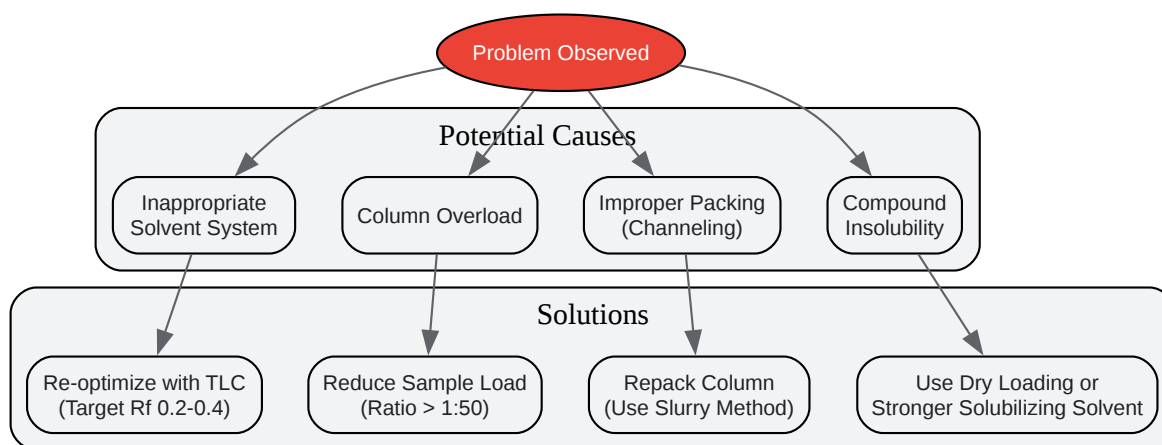 Problem Observed
Potential Causes
Inappropriate
Solvent System
Column Overload
Improper Packing
(Channeling)
Compound
Insolubility
Solutions
Re-optimize with TLC
(Target Rf 0.2-0.4)
Reduce Sample Load
(Ratio > 1:50)
Repack Column
(Use Slurry Method)
Use Dry Loading or
Stronger Solubilizing Solvent